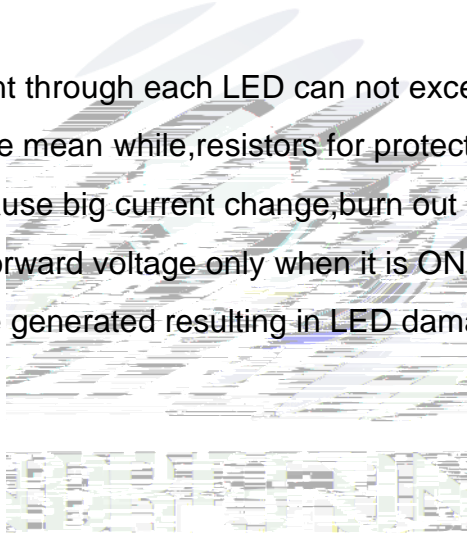 nt through each LED can not exce
e mean while,resistors for protect
use big current change,burn out
orward voltage only when it is ON
generated resulting in LED dama